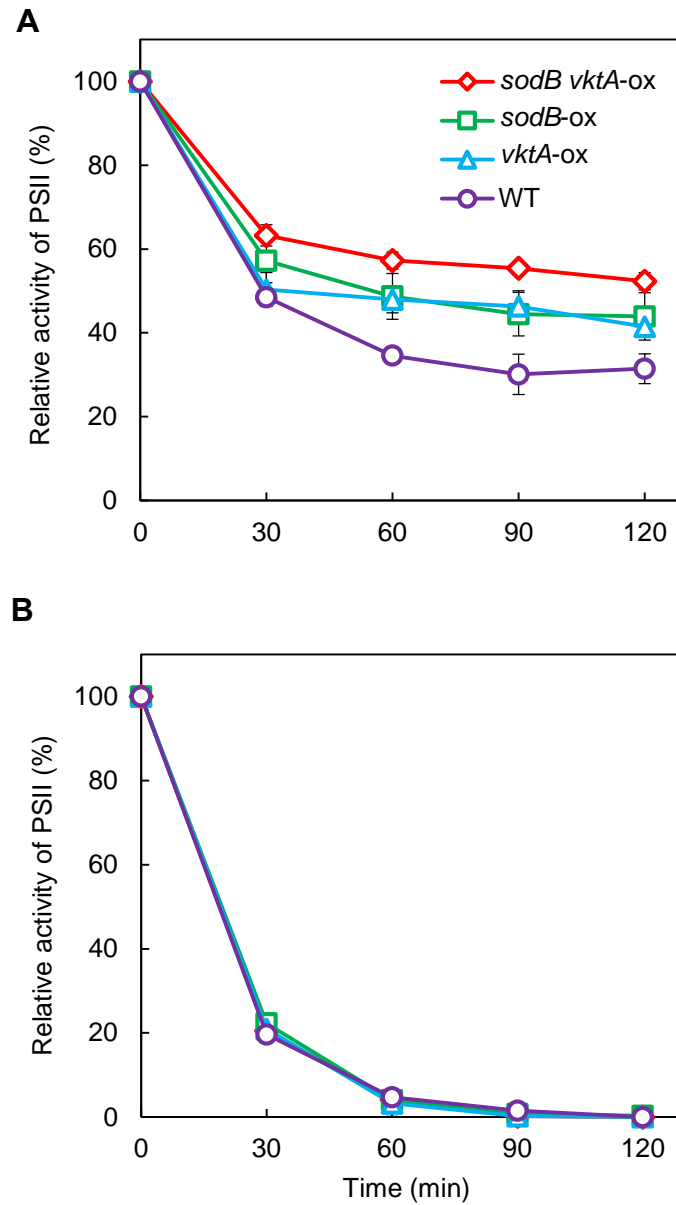 A
Relative activity of PSII (%)
100
80
60
40
20
0
0 30 60 90 120
sodB vktA-ox
sodB-ox
vktA-ox
WT
B
Relative activity of PSII (%)
100
80
60
40
20
0
0 30 60 90 120
Time (min)